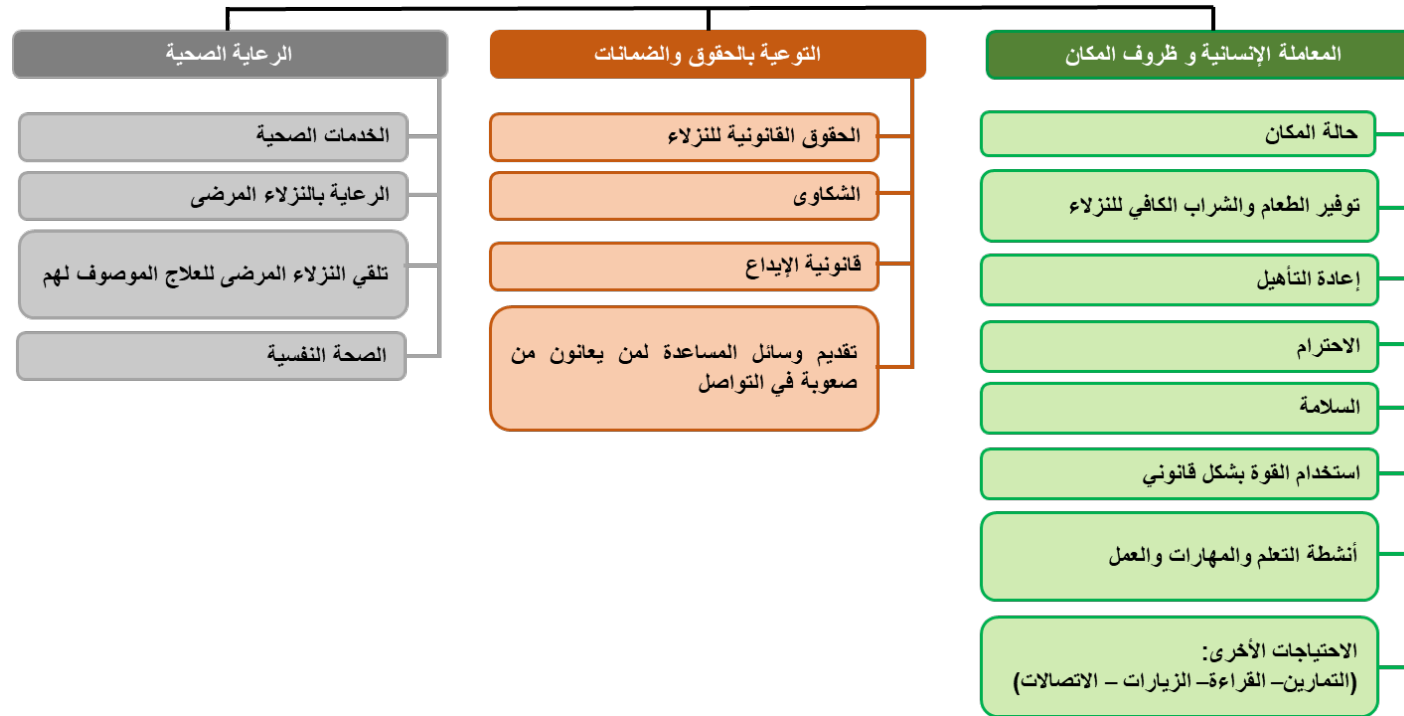 المعاملة الإنسانية و ظروف المكان
حالة المكان
توفير الطعام والشراب الكافي للنزلاء
إعادة التأهيل
الاحترام
السلامة
استخدام القوة بشكل قانوني
أنشطة التعلم والمهارات والعمل
الاحتياجات الأخرى:
(التمارين– القراءة– الزيارات – الاتصالات)
التوعية بالحقوق والضمانات
الحقوق القانونية للنزلاء
الشكاوى
قانونية الإيداع
تقديم وسائل المساعدة لمن يعانون من
صعوبة في التواصل
الرعاية الصحية
الخدمات الصحية
الرعاية بالنزلاء المرضى
تلقي النزلاء المرضى للعلاج الموصوف لهم
الصحة النفسية